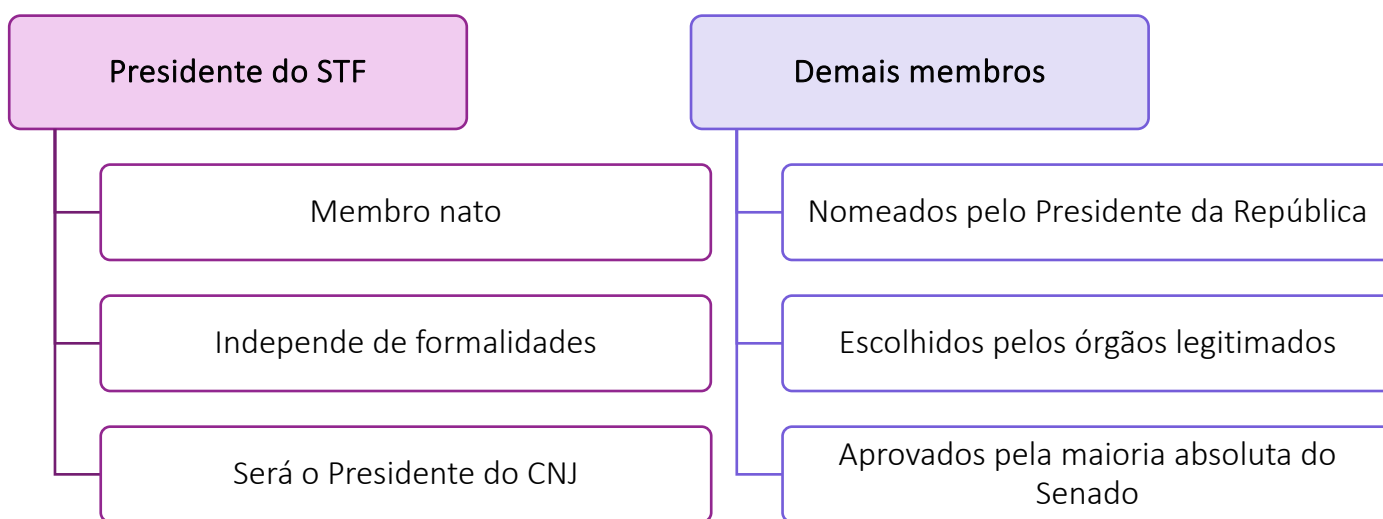 Presidente do STF
Membro nato
Independe de formalidades
Será o Presidente do CNJ
Demais membros
Nomeados pelo Presidente da República
Escolhidos pelos órgãos legitimados
Aprovados pela maioria absoluta do
Senado